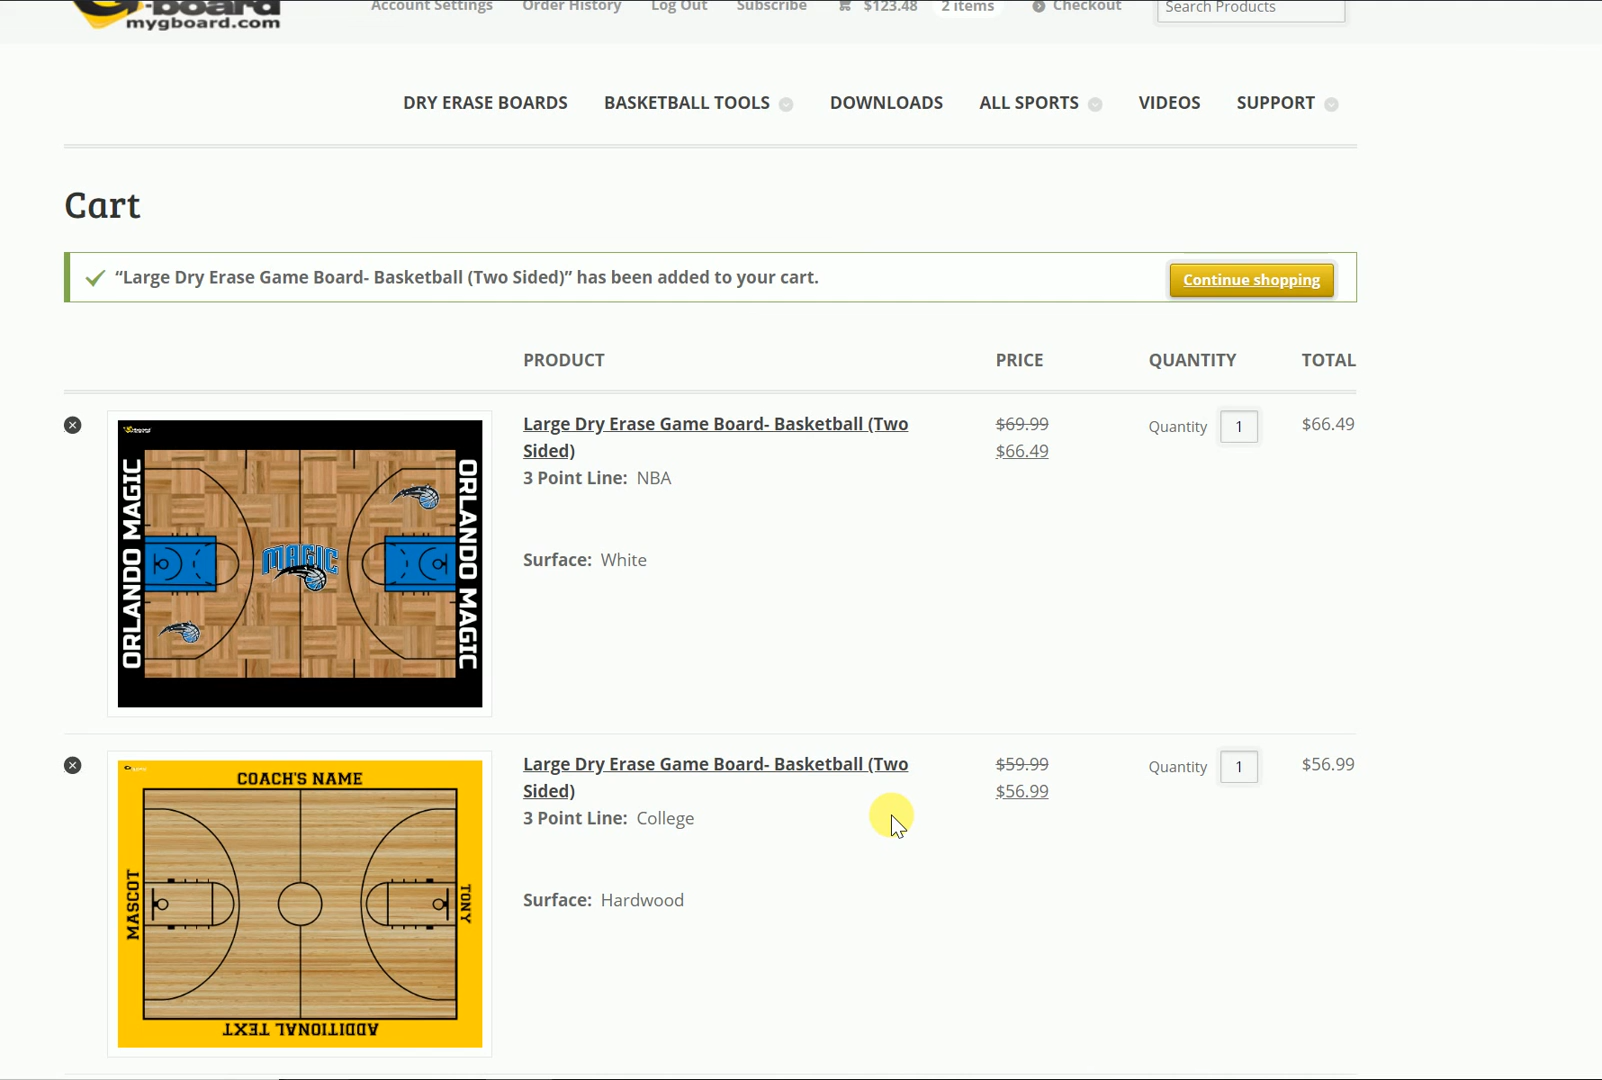 -board
mygboard.com
Account Settings Order History Log Out Subscribe $123.48 2 items Checkout Search Products
DRY ERASE BOARDS BASKETBALL TOOLS DOWNLOADS ALL SPORTS VIDEOS SUPPORT
Cart
“Large Dry Erase Game Board- Basketball (Two Sided)” has been added to your cart. Continue shopping
PRODUCT PRICE QUANTITY TOTAL
Large Dry Erase Game Board- Basketball (Two $69.99 Quantity 1 $66.49
Sided) $66.49
3 Point Line: NBA
Surface: White
ORLANDO MAGIC
MAGIC
ORLANDO MAGIC
Large Dry Erase Game Board- Basketball (Two $59.99 Quantity 1 $56.99
Sided) $56.99
3 Point Line: College
Surface: Hardwood
COACH'S NAME
MASCOT
TONY
ADDITIONAL TEXT